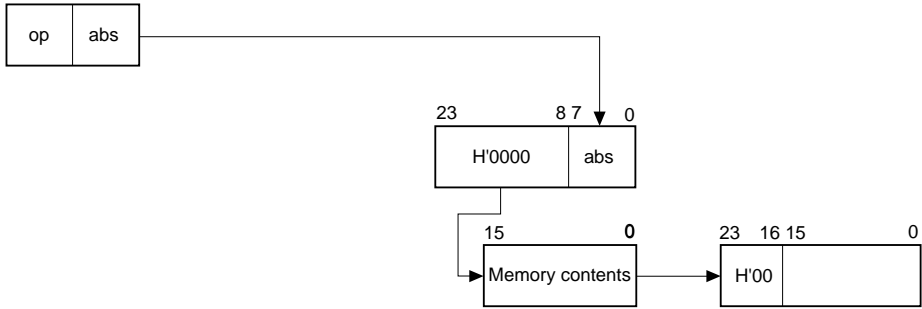 op abs
23 8 7 0
H'0000 abs
15 0 23 16 15 0
Memory contents H'00